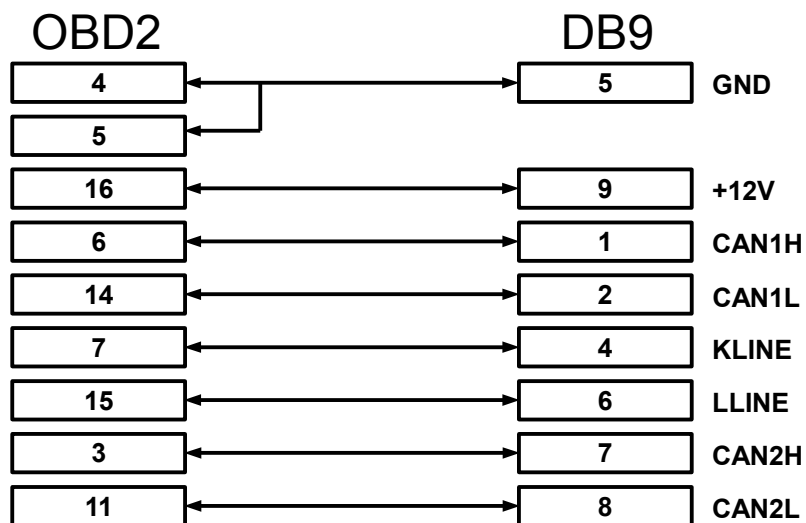 OBD2 DB9
4 5 GND
5
16 9 +12V
6 1 CAN1H
14 2 CAN1L
7 4 KLINE
15 6 LLINE
3 7 CAN2H
11 8 CAN2L